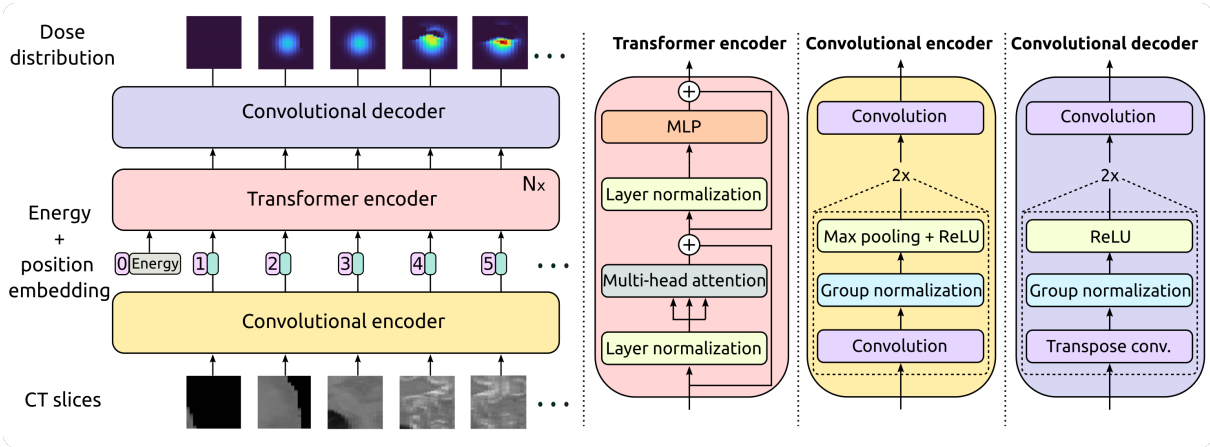 Dose
distribution
Convolutional decoder
Transformer encoder
Nx
Energy
+
position
embedding
0 Energy 1 2 3 4 5 ...
Convolutional encoder
CT slices
...
...
Transformer encoder
+
MLP
Layer normalization
+
Multi-head attention
Layer normalization
Convolutional encoder
Convolution
2x
Max pooling + ReLU
Group normalization
Convolution
Convolutional decoder
Convolution
2x
ReLU
Group normalization
Transpose conv.